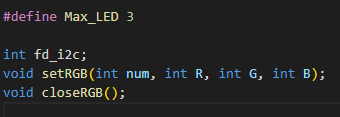 #define Max_LED 3
int fd_i2c;
void setRGB(int num, int R, int G, int B);
void closeRGB();